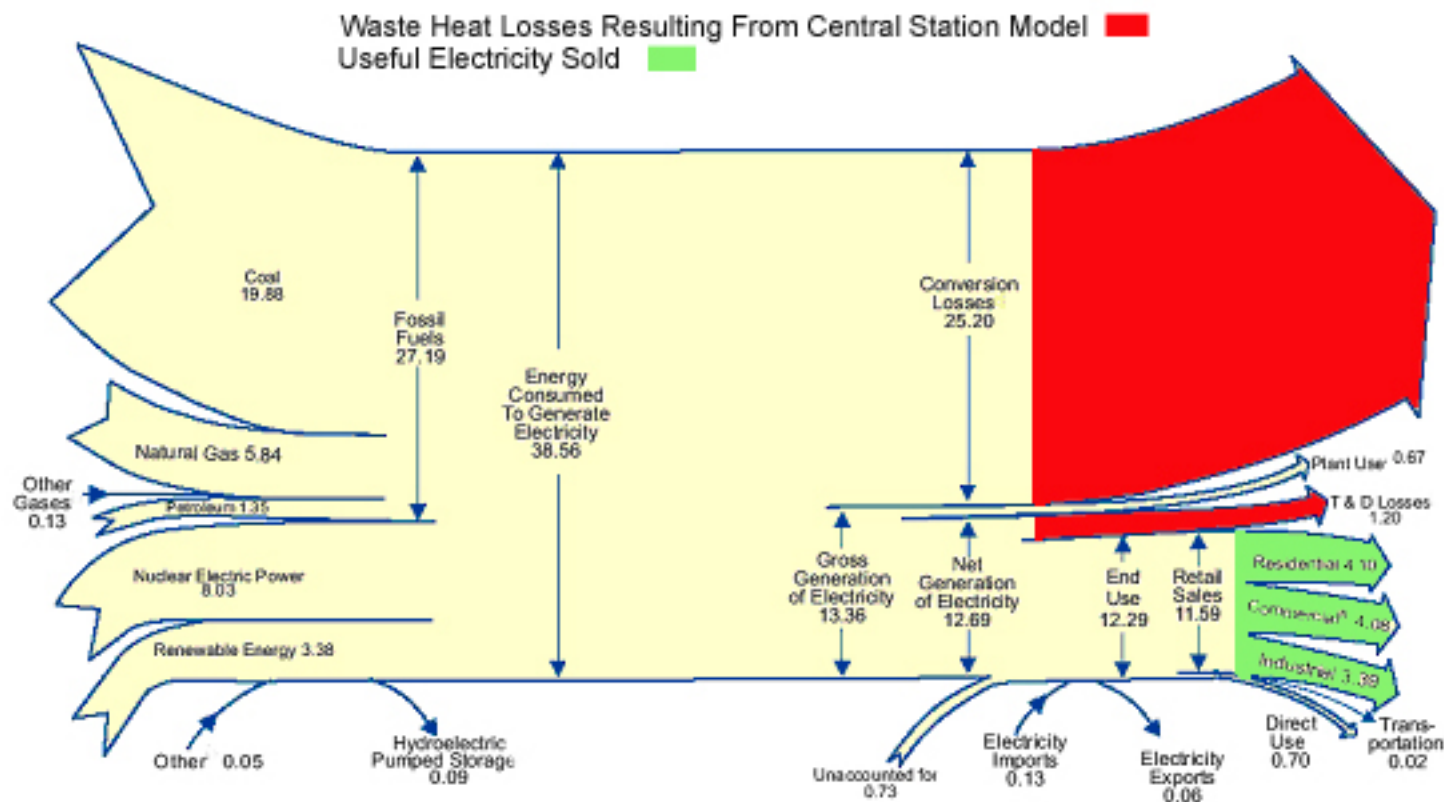 Waste Heat Losses Resulting From Central Station Model
Useful Electricity Sold
Coal
19.88
Fossil
Fuels
27.19
Energy
Consumed
To Generate
Electricity
38.56
Conversion
Losses
25.20
Natural Gas 5.84
Other
Gases
0.13
Petroleum 1.35
Nuclear Electric Power
8.03
Renewable Energy 3.38
Other 0.05
Hydroelectric
Pumped Storage
0.09
Gross
Generation
of Electricity
13.36
Net
Generation
of Electricity
12.69
End
Use
12.29
Retail
Sales
11.59
Plant Use 0.67
T & D Losses
1.20
Residential 4.10
Commercial 4.08
Industrial 3.39
Unaccounted for
0.73
Electricity
Imports
0.13
Electricity
Exports
0.06
Direct
Use
0.70
Trans-
portation
0.02